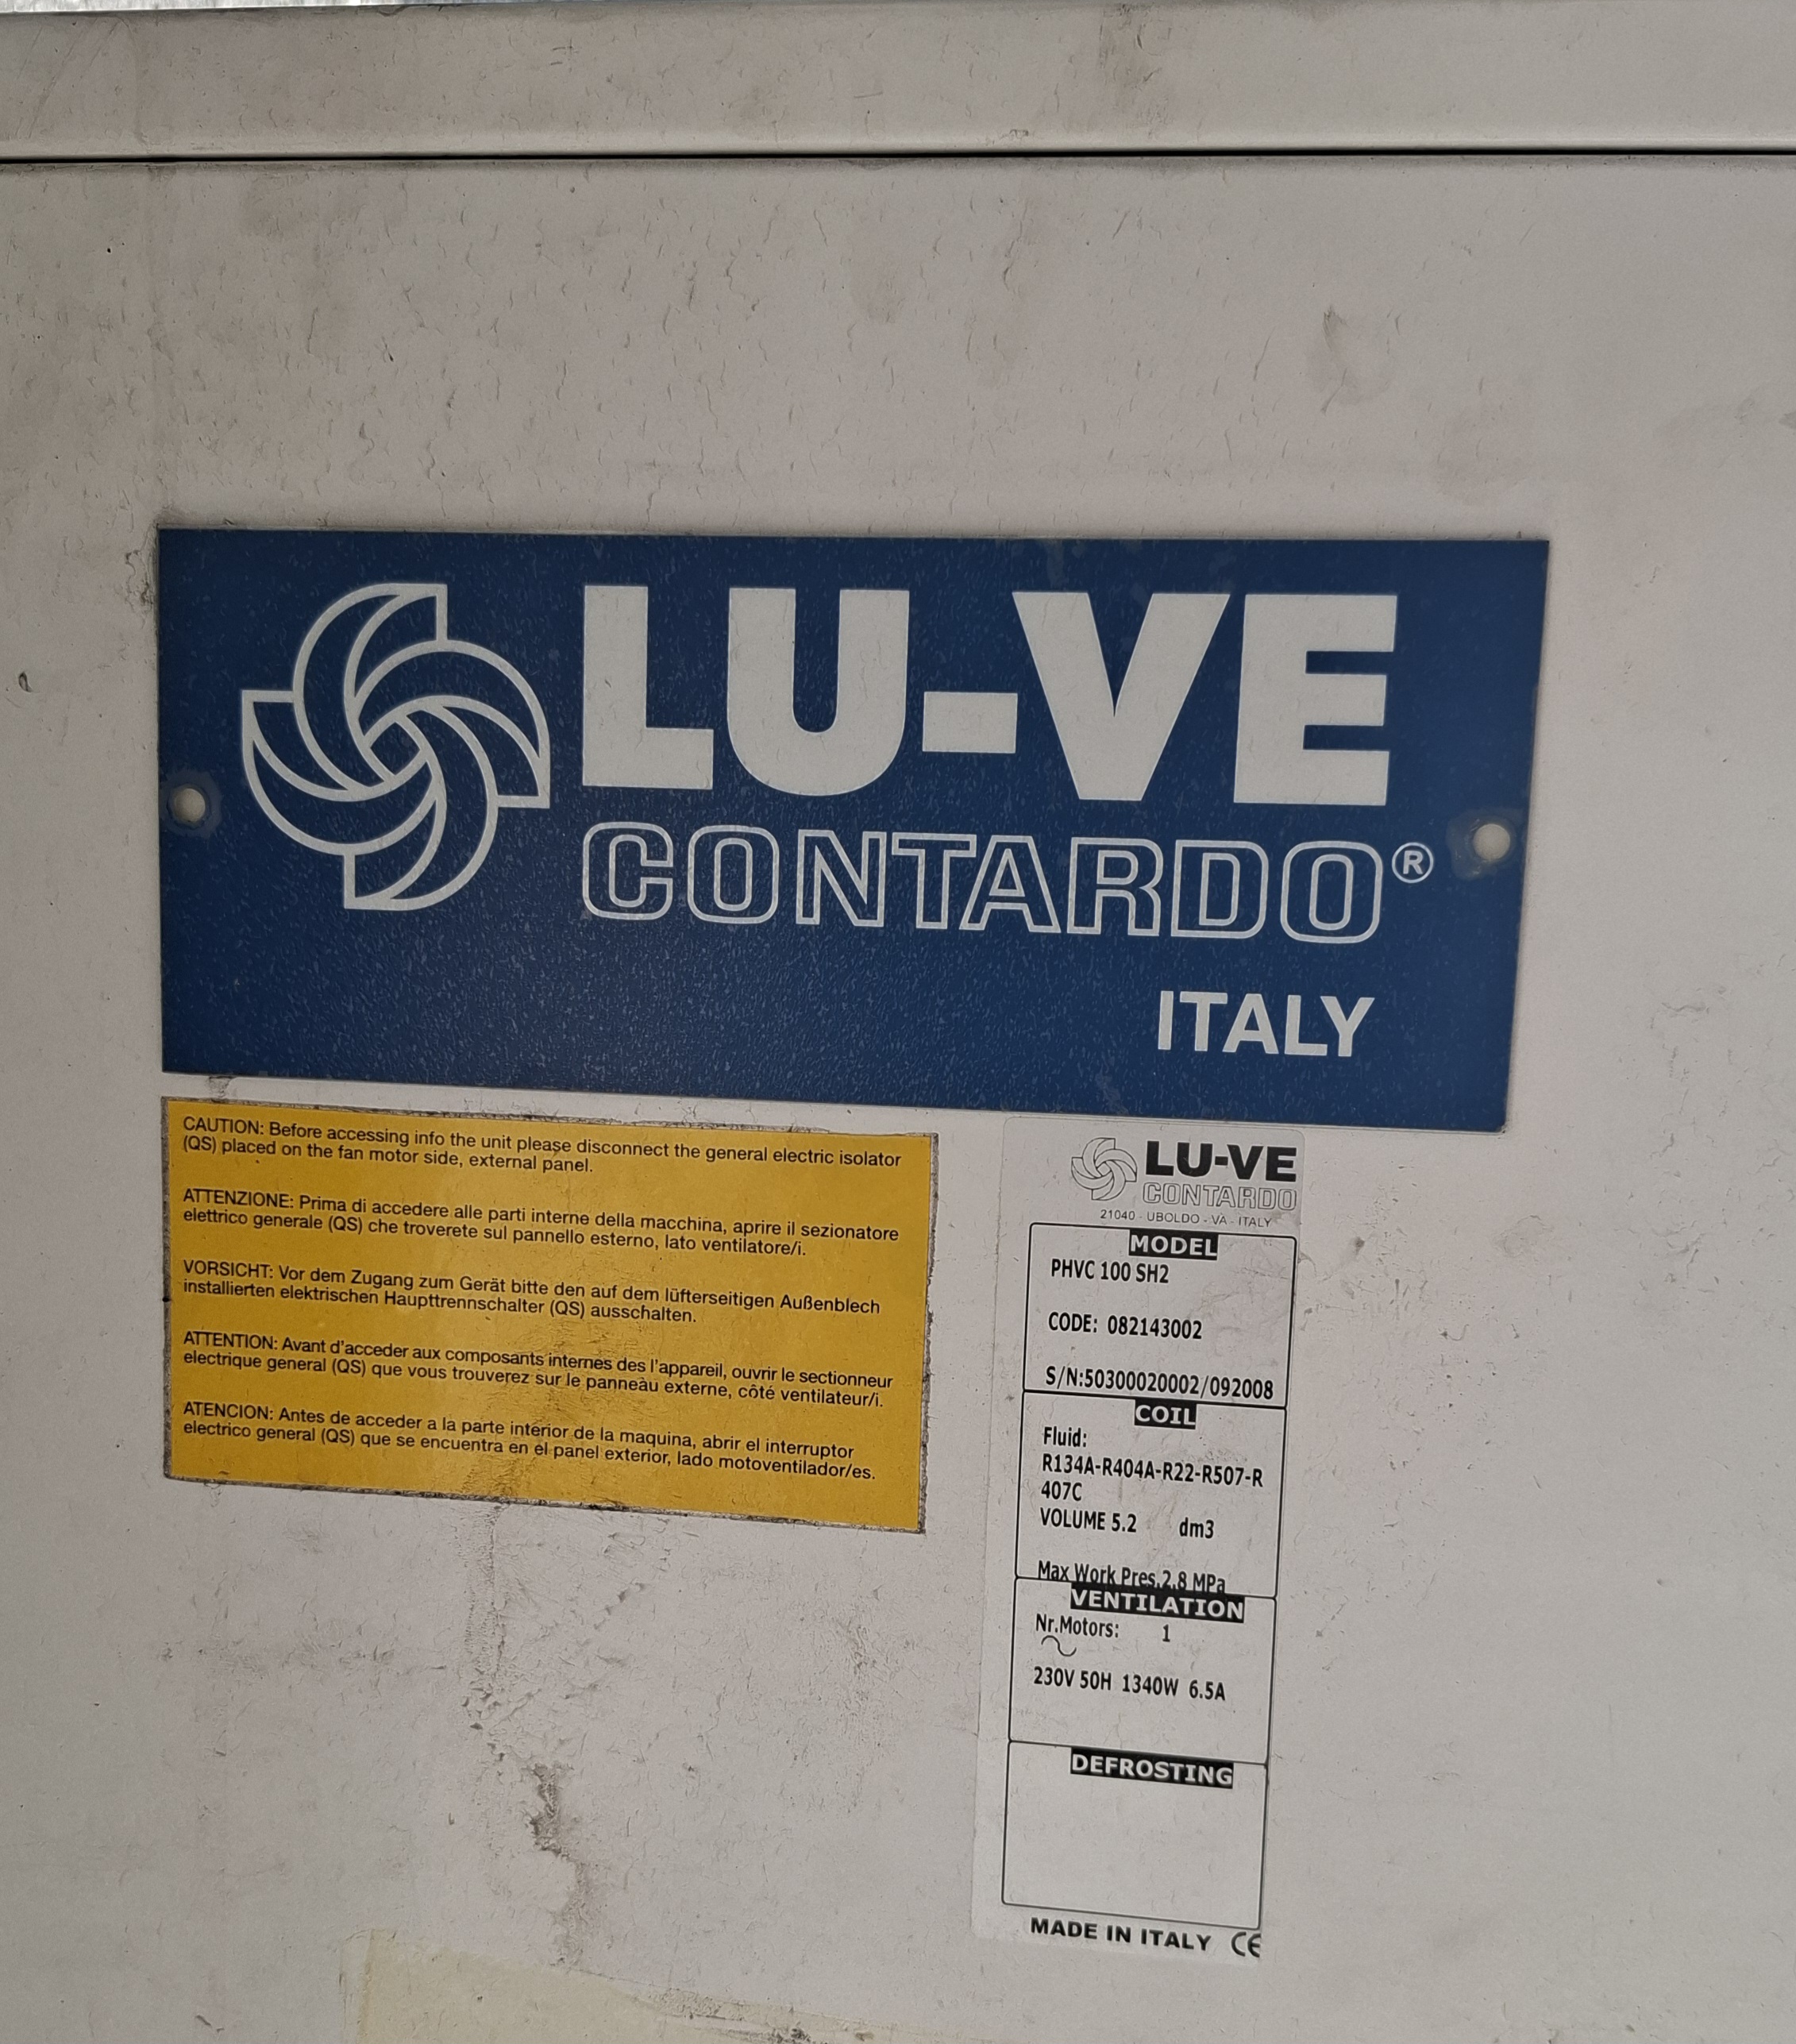 LU-VE
CONTARDO®
ITALY
CAUTION: Before accessing info the unit please disconnect the general electric isolator
(QS) placed on the fan motor side, external panel.
ATTENZIONE: Prima di accedere alle parti interne della macchina, aprire il sezionatore
elettrico generale (QS) che troverete sul pannello esterno, lato ventilatore/i.
VORSICHT: Vor dem Zugang zum Gerät bitte den auf dem lüfterseitigen Außenblech
installierten elektrischen Haupttrennschalter (QS) ausschalten.
ATTENTION: Avant d'acceder aux composants internes des l'appareil, ouvrir le sectionneur
electrique general (QS) que vous trouverez sur le panneau externe, côté ventilateur/i.
ATENCION: Antes de acceder a la parte interior de la maquina, abrir el interruptor
electrico general (QS) que se encuentra en el panel exterior, lado motoventilador/es.
LU-VE
CONTARDO
21040 - UBOLDO - VA - ITALY
MODEL
PHVC 100 SH2
CODE: 082143002
S/N:50300020002/092008
COIL
Fluid:
R134A-R404A-R22-R507-R
407C
VOLUME 5.2 dm3
Max Work Pres.2.8 MPa
VENTILATION
Nr.Motors: 1
230V 50H 1340W 6.5A
DEFROSTING
MADE IN ITALY CE